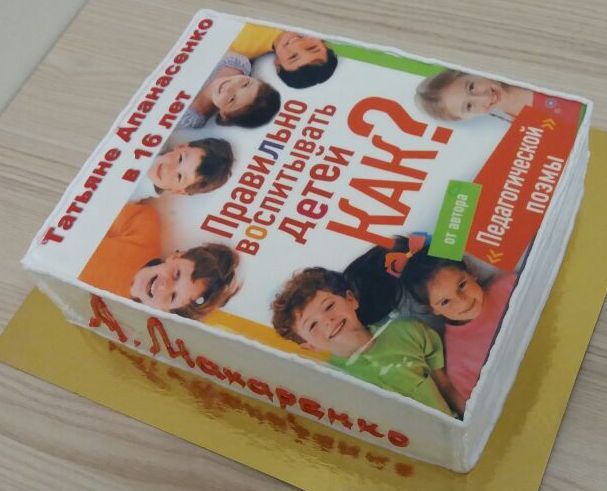 Татьяне Апанасенко
в 16 лет
Правильно
воспитывать
детей
КАК?
от автора
«Педагогической»
поэмы
А. Макаренко